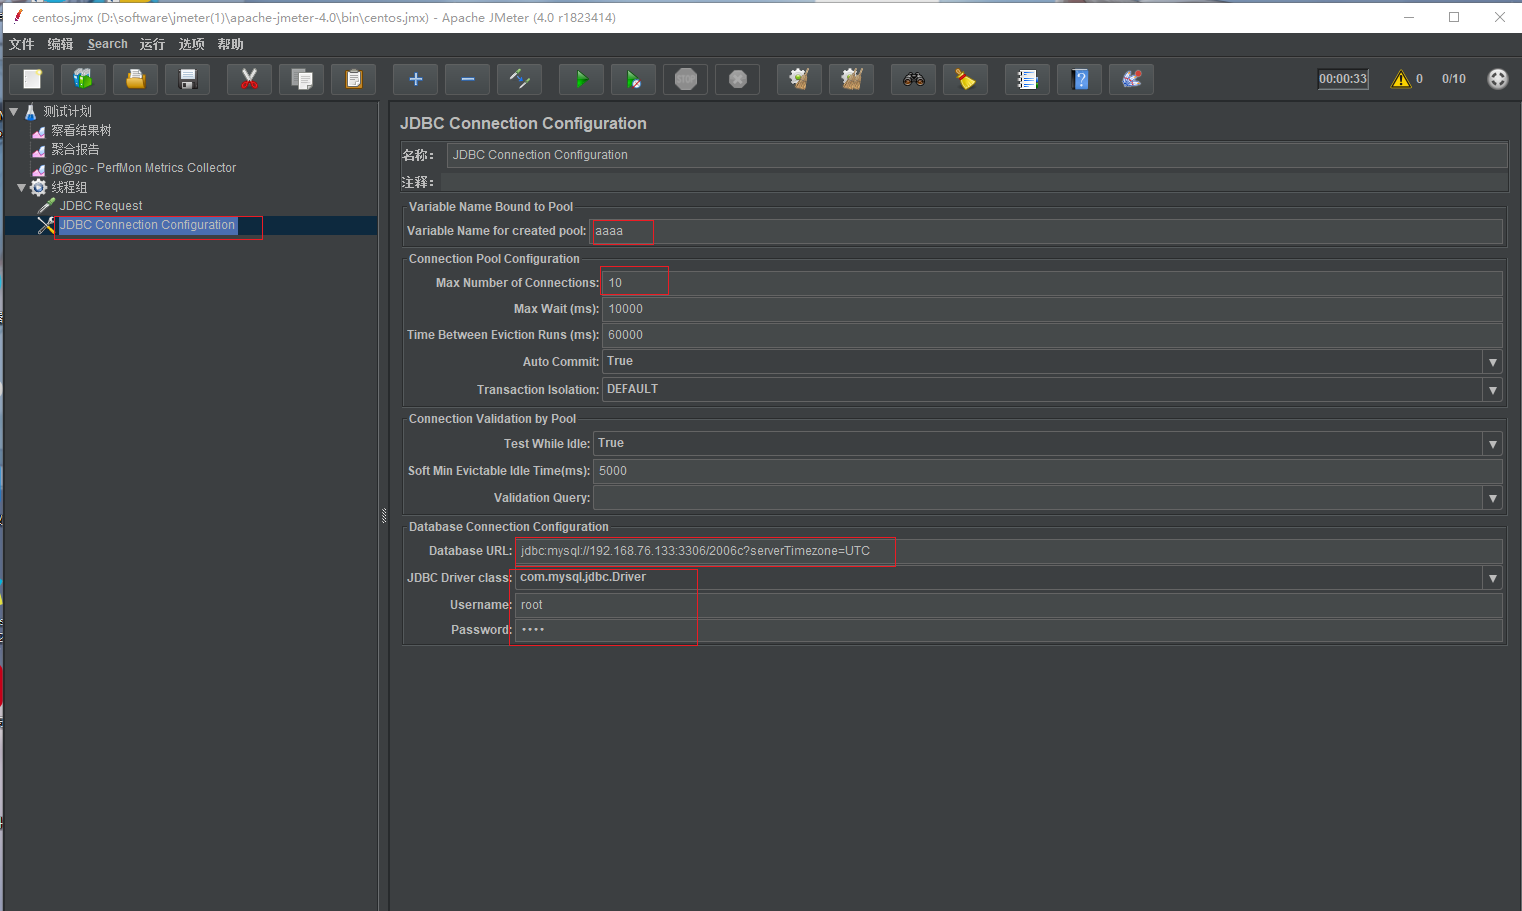 centos.jmx (D:\software\jmeter(1)\apache-jmeter-4.0\bin\centos.jmx) - Apache JMeter (4.0 r1823414)
文件 编辑 Search 运行 选项 帮助
STOP 00:00:33 0 0/10
测试计划
察看结果树
聚合报告
jp@gc - PerfMon Metrics Collector
线程组
JDBC Request
JDBC Connection Configuration
JDBC Connection Configuration
名称： JDBC Connection Configuration
注释：
Variable Name Bound to Pool
Variable Name for created pool: aaaa
Connection Pool Configuration
Max Number of Connections: 10
Max Wait (ms): 10000
Time Between Eviction Runs (ms): 60000
Auto Commit: True
Transaction Isolation: DEFAULT
Connection Validation by Pool
Test While Idle: True
Soft Min Evictable Idle Time(ms): 5000
Validation Query:
Database Connection Configuration
Database URL: jdbc:mysql://192.168.76.133:3306/2006c?serverTimezone=UTC
JDBC Driver class: com.mysql.jdbc.Driver
Username: root
Password: ••••